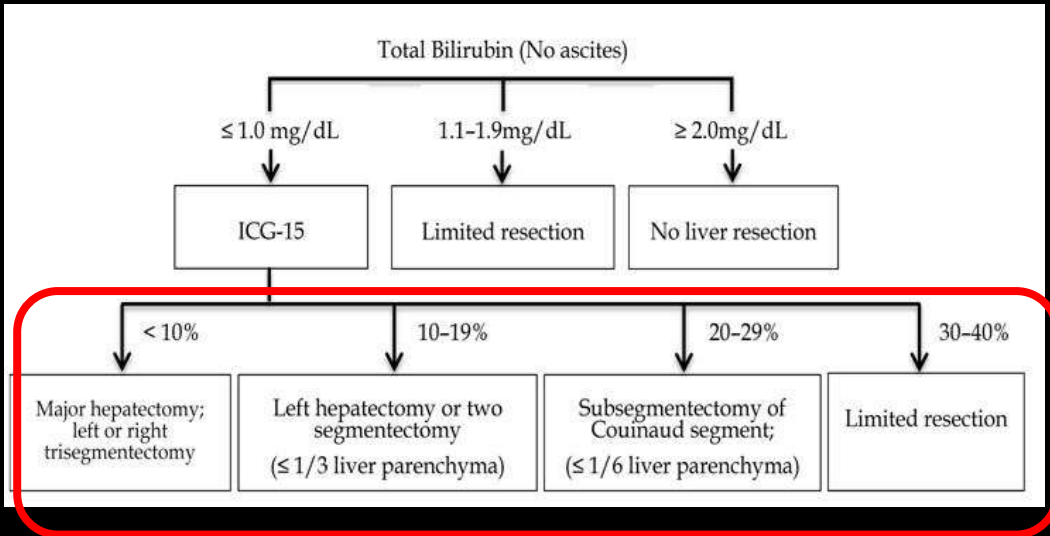 Total Bilirubin (No ascites)
≤ 1.0 mg/dL
1.1–1.9mg/dL
≥ 2.0mg/dL
ICG-15
Limited resection
No liver resection
< 10%
10–19%
20–29%
30–40%
Major hepatectomy;
left or right
trisegmentectomy
Left hepatectomy or two
segmentectomy
(≤ 1/3 liver parenchyma)
Subsegmentectomy of
Couinaud segment;
(≤ 1/6 liver parenchyma)
Limited resection